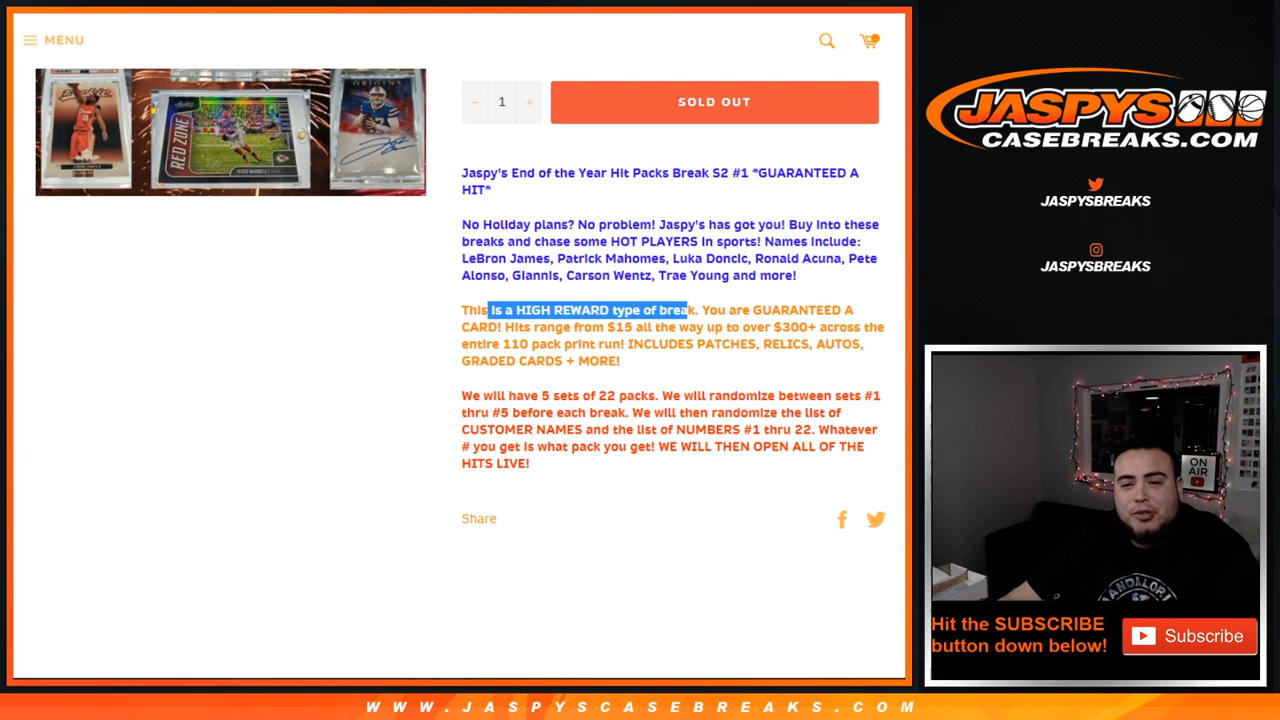 MENU
1
SOLD OUT
ORIGINS
RED ZONE
Jaspy's End of the Year Hit Packs Break S2 #1 *GUARANTEED A
HIT*
No Holiday plans? No problem! Jaspy's has got you! Buy Into these
breaks and chase some HOT PLAYERS in sports! Names Include:
LeBron James, Patrick Mahomes, Luka Doncic, Ronald Acuna, Pete
Alonso, Giannis, Carson Wentz, Trae Young and more!
This is a HIGH REWARD type of break. You are GUARANTEED A
CARD! Hits range from $15 all the way up to over $300+ across the
entire 110 pack print run! INCLUDES PATCHES, RELICS, AUTOS,
GRADED CARDS + MORE!
We will have 5 sets of 22 packs. We will randomize between sets #1
thru #5 before each break. We will then randomize the list of
CUSTOMER NAMES and the list of NUMBERS #1 thru 22. Whatever
# you get is what pack you get! WE WILL THEN OPEN ALL OF THE
HITS LIVE!
Share
JASPYS
CASEBREAKS.COM
JASPYSBREAKS
JASPYSBREAKS
ON
AIR
Hit the SUBSCRIBE
button down below!
Subscribe
WWW.JASPYSCASEBREAKS.COM